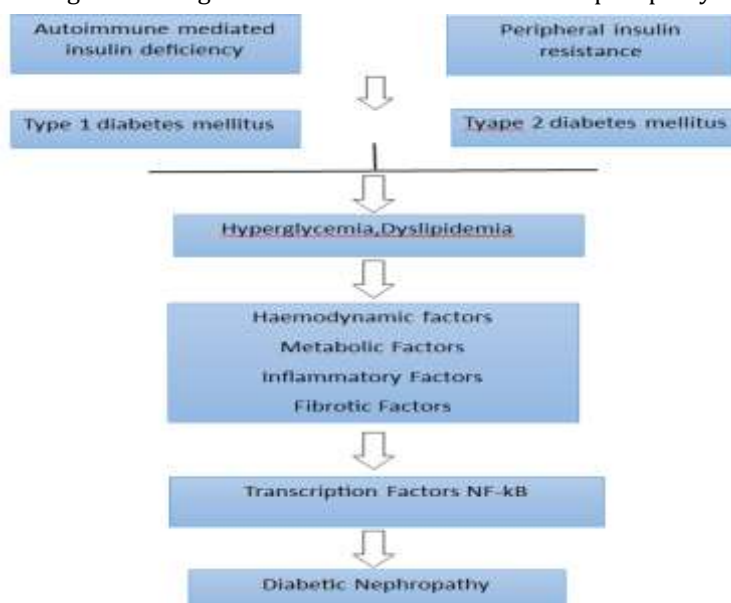 Autoimmune mediated
insulin deficiency
Peripheral insulin
resistance
Type 1 diabetes mellitus
Tyape 2 diabetes mellitus
Hyperglycemia,Dyslipidemia
Haemodynamic factors
Metabolic Factors
Inflammatory Factors
Fibrotic Factors
Transcription Factors NF-kB
Diabetic Nephropathy